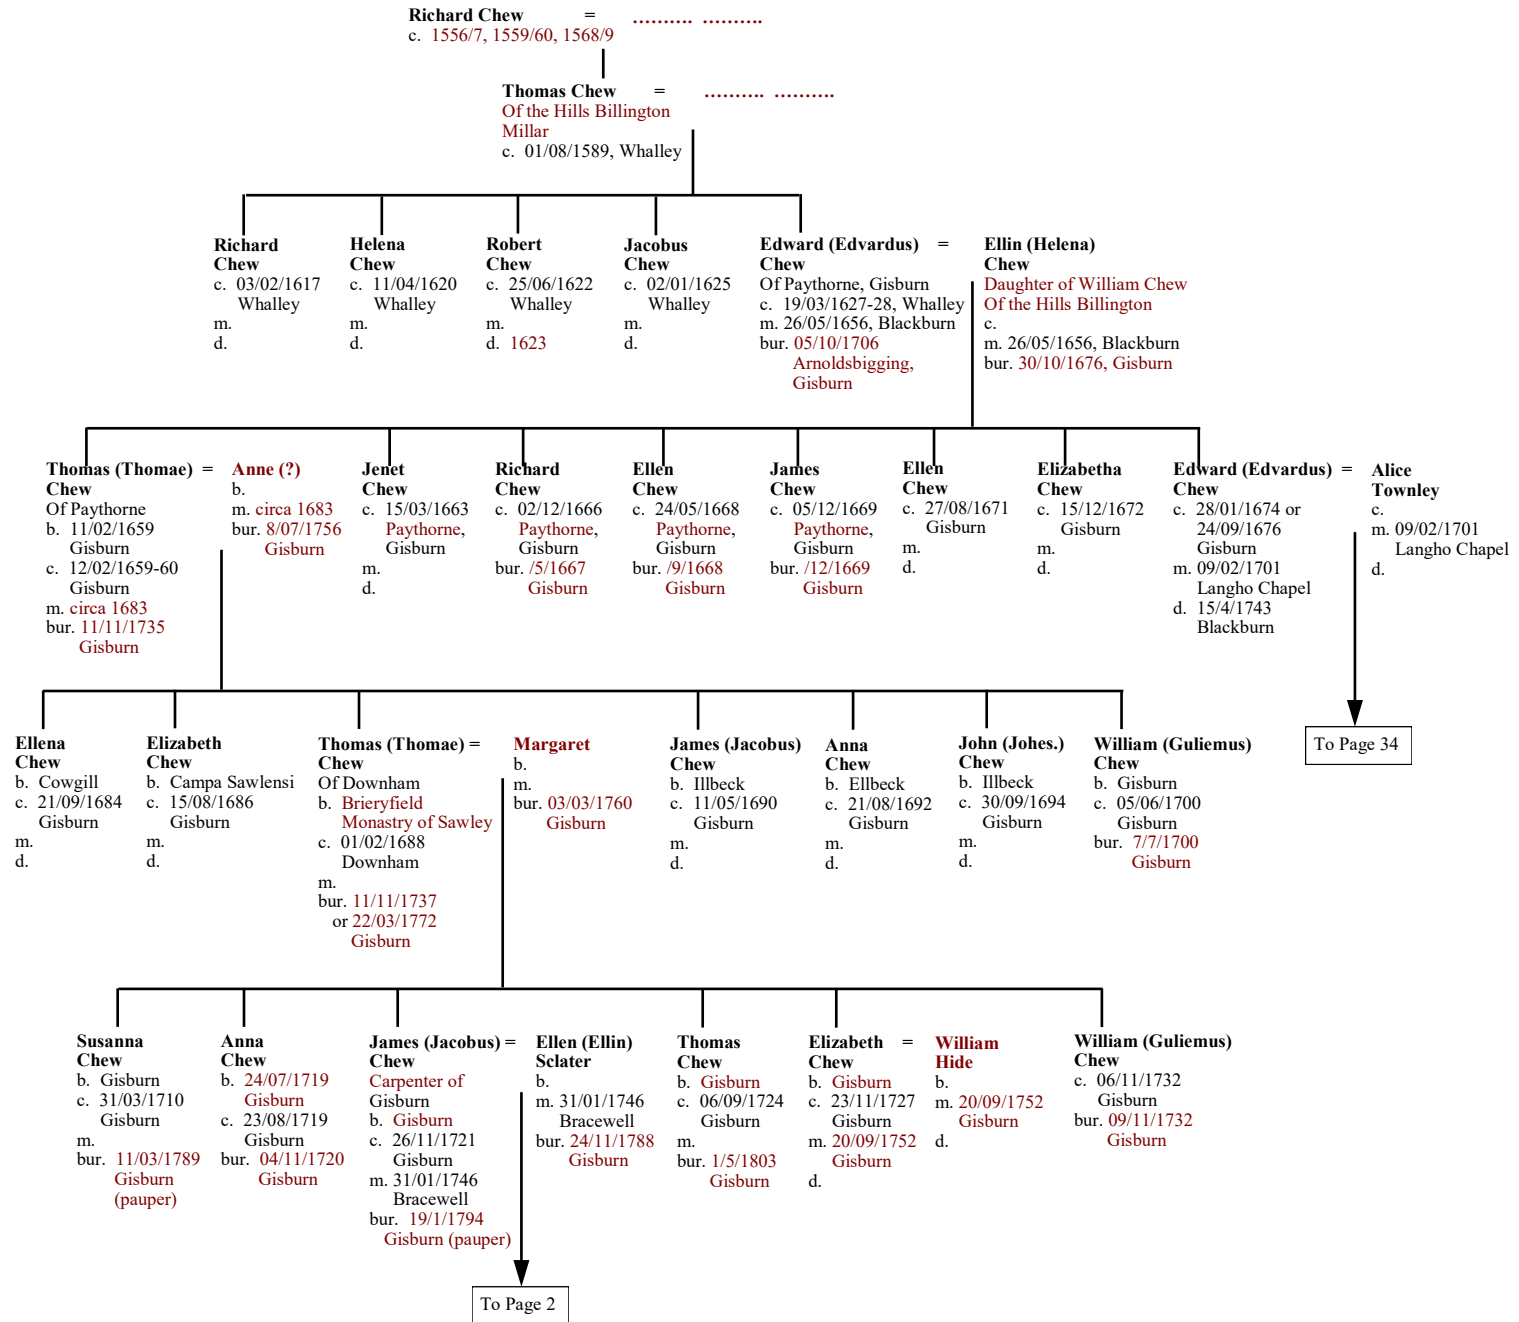 Richard Chew =
.......... ..........
c. 1556/7, 1559/60, 1568/9
Thomas Chew =
.......... ..........
Of the Hills Billington
Millar
c. 01/08/1589, Whalley
Richard
Chew
c. 03/02/1617
Whalley
m.
d.
Helena
Chew
c. 11/04/1620
Whalley
m.
d.
Robert
Chew
c. 25/06/1622
Whalley
m.
d. 1623
Jacobus
Chew
c. 02/01/1625
Whalley
m.
d.
Edward (Edvardus) =
Chew
Of Paythorne, Gisburn
c. 19/03/1627-28, Whalley
m. 26/05/1656, Blackburn
bur. 05/10/1706
Arnoldsbigging,
Gisburn
Ellin (Helena)
Chew
Daughter of William Chew
Of the Hills Billington
c.
m. 26/05/1656, Blackburn
bur. 30/10/1676, Gisburn
Thomas (Thomae) =
Chew
Of Paythorne
b. 11/02/1659
Gisburn
c. 12/02/1659-60
Gisburn
m. circa 1683
bur. 11/11/1735
Gisburn
Anne (?)
b.
m. circa 1683
bur. 8/07/1756
Gisburn
Jenet
Chew
c. 15/03/1663
Paythorne,
Gisburn
m.
d.
Richard
Chew
c. 02/12/1666
Paythorne,
Gisburn
bur. /5/1667
Gisburn
Ellen
Chew
c. 24/05/1668
Paythorne,
Gisburn
bur. /9/1668
Gisburn
James
Chew
c. 05/12/1669
Paythorne,
Gisburn
bur. /12/1669
Gisburn
Ellen
Chew
c. 27/08/1671
Gisburn
m.
d.
Elizabetha
Chew
c. 15/12/1672
Gisburn
m.
d.
Edward (Edvardus) =
Chew
c. 28/01/1674 or
24/09/1676
Gisburn
m. 09/02/1701
Langho Chapel
d. 15/4/1743
Blackburn
Alice
Townley
c.
m. 09/02/1701
Langho Chapel
d.
To Page 34
Ellena
Chew
b. Cowgill
c. 21/09/1684
Gisburn
m.
d.
Elizabeth
Chew
b. Campa Sawlensi
c. 15/08/1686
Gisburn
m.
d.
Thomas (Thomae) =
Chew
Of Downham
b. Brieryfield
Monastry of Sawley
c. 01/02/1688
Downham
m.
bur. 11/11/1737
or 22/03/1772
Gisburn
Margaret
b.
m.
bur. 03/03/1760
Gisburn
James (Jacobus)
Chew
b. Illbeck
c. 11/05/1690
Gisburn
m.
d.
Anna
Chew
b. Ellbeck
c. 21/08/1692
Gisburn
m.
d.
John (Johes.)
Chew
b. Illbeck
c. 30/09/1694
Gisburn
m.
d.
William (Guliemus)
Chew
b. Gisburn
c. 05/06/1700
Gisburn
bur. 7/7/1700
Gisburn
Susanna
Chew
b. Gisburn
c. 31/03/1710
Gisburn
m.
bur. 11/03/1789
Gisburn
(pauper)
Anna
Chew
b. 24/07/1719
Gisburn
c. 23/08/1719
Gisburn
bur. 04/11/1720
Gisburn
James (Jacobus) =
Chew
Carpenter of
Gisburn
b. Gisburn
c. 26/11/1721
Gisburn
m. 31/01/1746
Bracewell
bur. 19/1/1794
Gisburn (pauper)
Ellen (Ellin)
Sclater
b.
m. 31/01/1746
Bracewell
bur. 24/11/1788
Gisburn
Thomas
Chew
b. Gisburn
c. 06/09/1724
Gisburn
m.
bur. 1/5/1803
Gisburn
Elizabeth =
Chew
b. Gisburn
c. 23/11/1727
Gisburn
m. 20/09/1752
Gisburn
d.
William
Hide
b.
m. 20/09/1752
Gisburn
d.
William (Guliemus)
Chew
c. 06/11/1732
Gisburn
bur. 09/11/1732
Gisburn
To Page 2